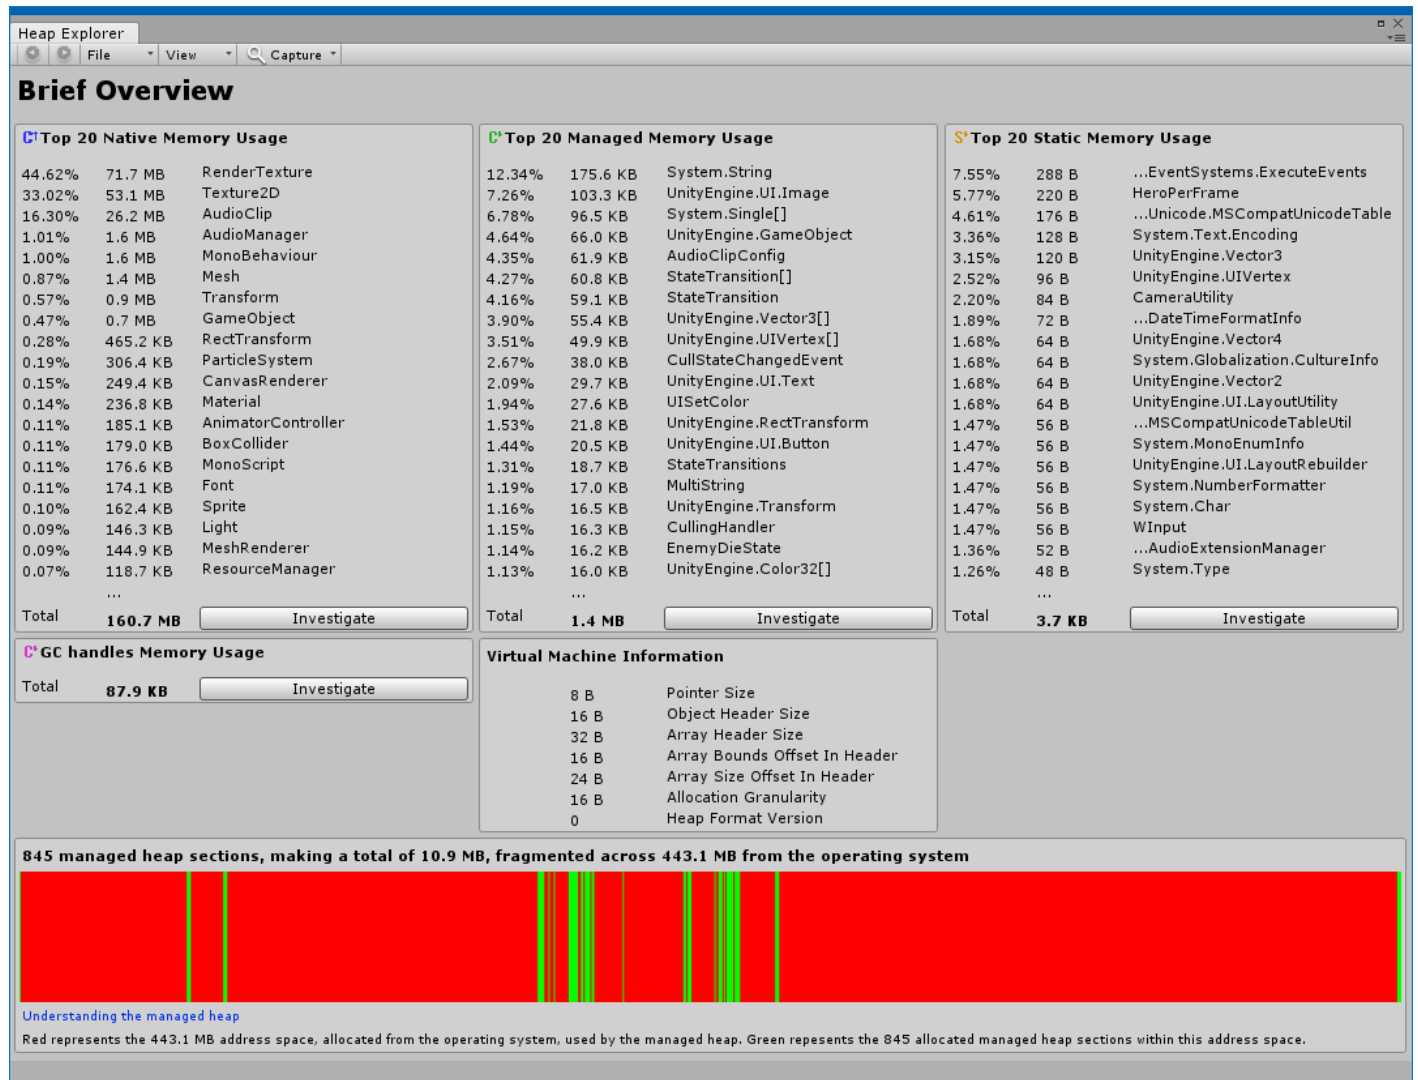 Heap Explorer
File View Capture
Brief Overview
Top 20 Native Memory Usage
44.62% 71.7 MB RenderTexture
33.02% 53.1 MB Texture2D
16.30% 26.2 MB AudioClip
1.01% 1.6 MB AudioManager
1.00% 1.6 MB MonoBehaviour
0.87% 1.4 MB Mesh
0.57% 0.9 MB Transform
0.47% 0.7 MB GameObject
0.28% 465.2 KB RectTransform
0.19% 306.4 KB ParticleSystem
0.15% 249.4 KB CanvasRenderer
0.14% 236.8 KB Material
0.11% 185.1 KB AnimatorController
0.11% 179.0 KB BoxCollider
0.11% 176.6 KB MonoScript
0.11% 174.1 KB Font
0.10% 162.4 KB Sprite
0.09% 146.3 KB Light
0.09% 144.9 KB MeshRenderer
0.07% 118.7 KB ResourceManager
...
Total 160.7 MB Investigate
Top 20 Managed Memory Usage
12.34% 175.6 KB System.String
7.26% 103.3 KB UnityEngine.UI.Image
6.78% 96.5 KB System.Single[]
4.64% 66.0 KB UnityEngine.GameObject
4.35% 61.9 KB AudioClipConfig
4.27% 60.8 KB StateTransition[]
4.16% 59.1 KB StateTransition
3.90% 55.4 KB UnityEngine.Vector3[]
3.51% 49.9 KB UnityEngine.UIVertex[]
2.67% 38.0 KB CullStateChangedEvent
2.09% 29.7 KB UnityEngine.UI.Text
1.94% 27.6 KB UISetColor
1.53% 21.8 KB UnityEngine.RectTransform
1.44% 20.5 KB UnityEngine.UI.Button
1.31% 18.7 KB StateTransitions
1.19% 17.0 KB MultiString
1.16% 16.5 KB UnityEngine.Transform
1.15% 16.3 KB CullingHandler
1.14% 16.2 KB EnemyDieState
1.13% 16.0 KB UnityEngine.Color32[]
...
Total 1.4 MB Investigate
Top 20 Static Memory Usage
7.55% 288 B ...EventSystems.ExecuteEvents
5.77% 220 B HeroPerFrame
4.61% 176 B ...Unicode.MSCompatUnicodeTable
3.36% 128 B System.Text.Encoding
3.15% 120 B UnityEngine.Vector3
2.52% 96 B UnityEngine.UIVertex
2.20% 84 B CameraUtility
1.89% 72 B ...DateTimeFormatInfo
1.68% 64 B UnityEngine.Vector4
1.68% 64 B System.Globalization.CultureInfo
1.68% 64 B UnityEngine.Vector2
1.68% 64 B UnityEngine.UI.LayoutUtility
1.47% 56 B ...MSCompatUnicodeTableUtil
1.47% 56 B System.MonoEnumInfo
1.47% 56 B UnityEngine.UI.LayoutRebuilder
1.47% 56 B System.NumberFormatter
1.47% 56 B System.Char
1.47% 56 B WInput
1.36% 52 B ...AudioExtensionManager
1.26% 48 B System.Type
...
Total 3.7 KB Investigate
GC handles Memory Usage
Total 87.9 KB Investigate
Virtual Machine Information
8 B Pointer Size
16 B Object Header Size
32 B Array Header Size
16 B Array Bounds Offset In Header
24 B Array Size Offset In Header
16 B Allocation Granularity
0 Heap Format Version
845 managed heap sections, making a total of 10.9 MB, fragmented across 443.1 MB from the operating system
Understanding the managed heap
Red represents the 443.1 MB address space, allocated from the operating system, used by the managed heap. Green repesents the 845 allocated managed heap sections within this address space.